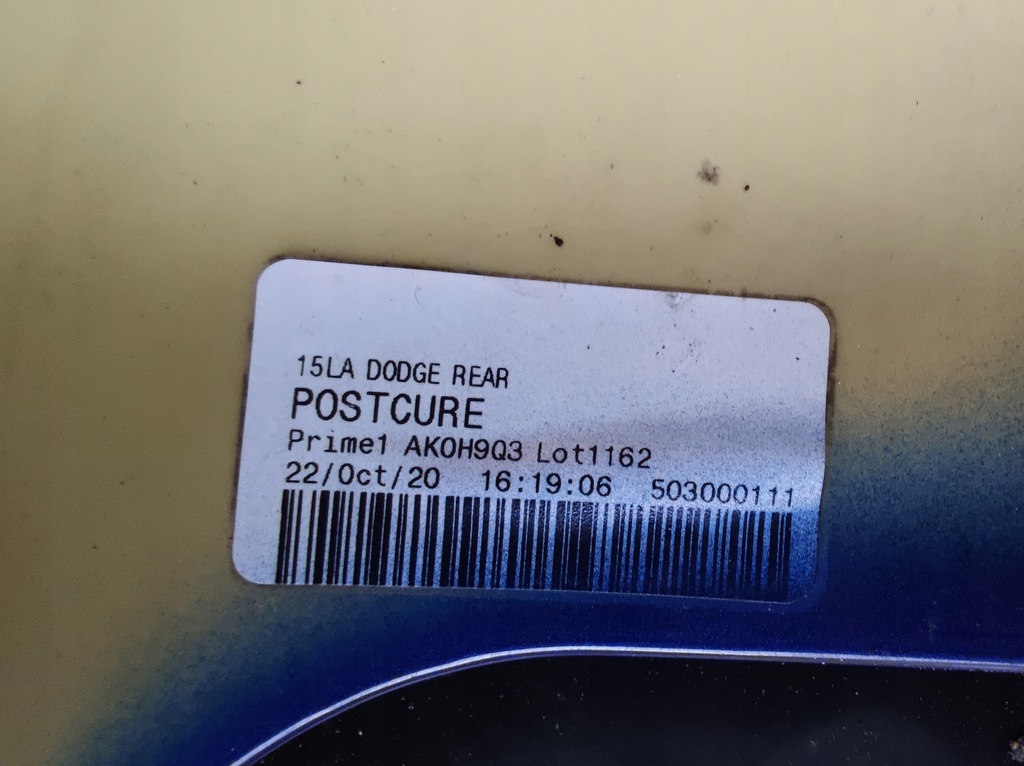 15LA DODGE REAR
POSTCURE
Prime1 AK0H9Q3 Lot1162
22/Oct/20 16:19:06 503000111